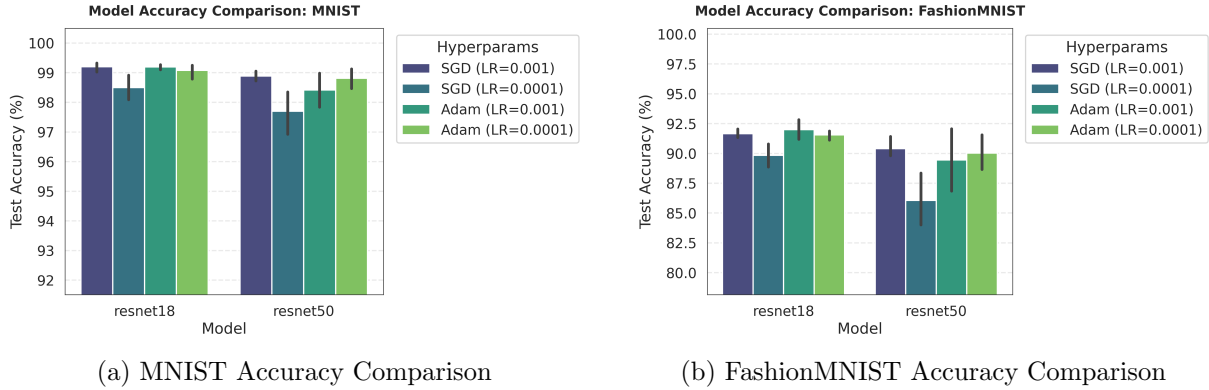 Model Accuracy Comparison: MNIST
100
99
98
97
96
95
94
93
92
Test Accuracy (%)
resnet18
resnet50
Model
Hyperparams
SGD (LR=0.001)
SGD (LR=0.0001)
Adam (LR=0.001)
Adam (LR=0.0001)
(a) MNIST Accuracy Comparison
Model Accuracy Comparison: FashionMNIST
100.0
97.5
95.0
92.5
90.0
87.5
85.0
82.5
80.0
Test Accuracy (%)
resnet18
resnet50
Model
Hyperparams
SGD (LR=0.001)
SGD (LR=0.0001)
Adam (LR=0.001)
Adam (LR=0.0001)
(b) FashionMNIST Accuracy Comparison